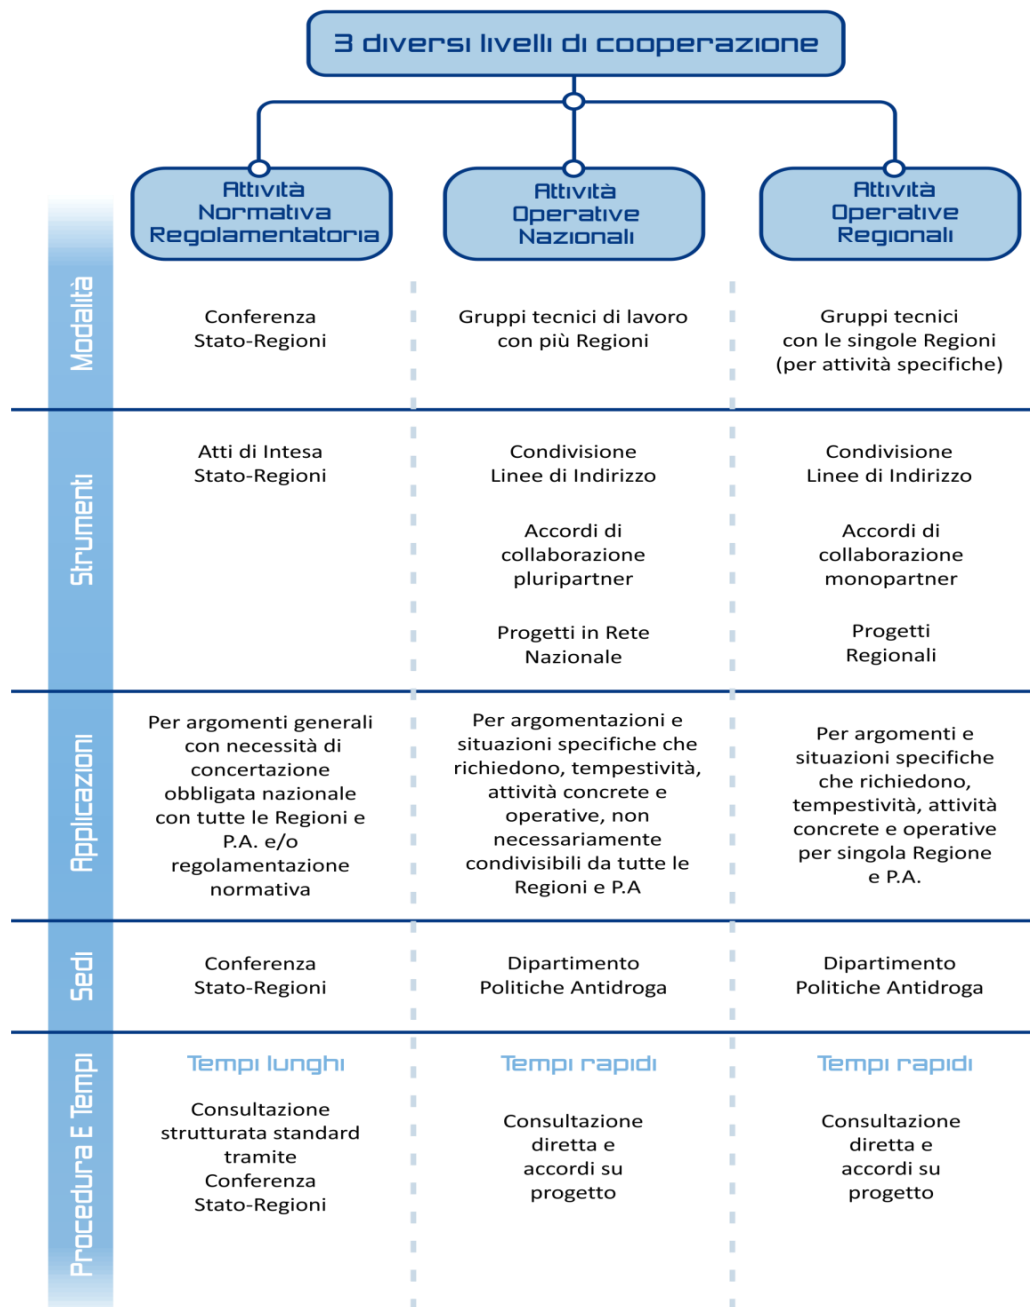 3 diversi livelli di cooperazione
Attività
Normativa
Regolamentatoria
Attività
Operative
Nazionali
Attività
Operative
Regionali
Modalità
Conferenza
Stato-Regioni
Gruppi tecnici di lavoro
con più Regioni
Gruppi tecnici
con le singole Regioni
(per attività specifiche)
Strumenti
Atti di Intesa
Stato-Regioni
Condivisione
Linee di Indirizzo
Accordi di
collaborazione
pluripartner
Progetti in Rete
Nazionale
Condivisione
Linee di Indirizzo
Accordi di
collaborazione
monopartner
Progetti
Regionali
Applicazioni
Per argomenti generali
con necessità di
concertazione
obbligata nazionale
con tutte le Regioni e
P.A. e/o
regolamentazione
normativa
Per argomentazioni e
situazioni specifiche che
richiedono, tempestività,
attività concrete e
operative, non
necessariamente
condivisibili da tutte le
Regioni e P.A
Per argomenti e
situazioni specifiche
che richiedono,
tempestività, attività
concrete e operative
per singola Regione
e P.A.
Sedi
Conferenza
Stato-Regioni
Dipartimento
Politiche Antidroga
Dipartimento
Politiche Antidroga
Procedura E Tempi
Tempi lunghi
Consultazione
strutturata standard
tramite
Conferenza
Stato-Regioni
Tempi rapidi
Consultazione
diretta e
accordi su
progetto
Tempi rapidi
Consultazione
diretta e
accordi su
progetto